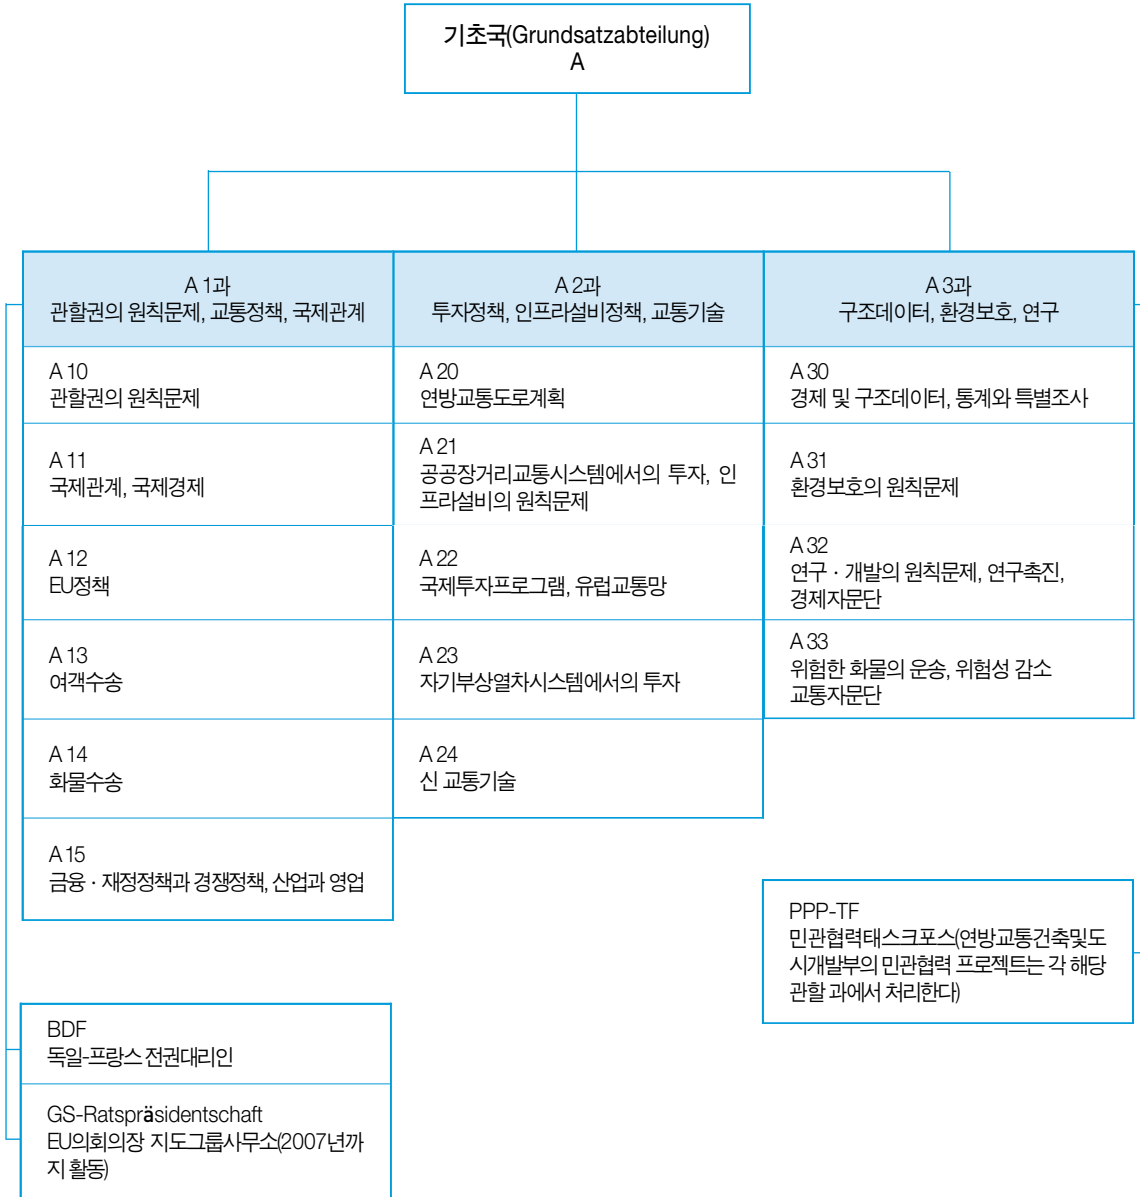 기초국(Grundsatzabteilung)
A
A 1과
관할권의 원칙문제, 교통정책, 국제관계
A 10
관할권의 원칙문제
A 11
국제관계, 국제경제
A 12
EU정책
A 13
여객수송
A 14
화물수송
A 15
금융 · 재정정책과 경쟁정책, 산업과 영업
A 2과
투자정책, 인프라설비정책, 교통기술
A 20
연방교통도로계획
A 21
공공장거리교통시스템에서의 투자, 인
프라설비의 원칙문제
A 22
국제투자프로그램, 유럽교통망
A 23
자기부상열차시스템에서의 투자
A 24
신 교통기술
A 3과
구조데이터, 환경보호, 연구
A 30
경제 및 구조데이터, 통계와 특별조사
A 31
환경보호의 원칙문제
A 32
연구 · 개발의 원칙문제, 연구촉진,
경제자문단
A 33
위험한 화물의 운송, 위험성 감소
교통자문단
PPP-TF
민관협력태스크포스(연방교통건축및도
시개발부의 민관협력 프로젝트는 각 해당
관할 과에서 처리한다)
BDF
독일-프랑스 전권대리인
GS-Ratspräsidentschaft
EU의회의장 지도그룹사무소(2007년까
지 활동)